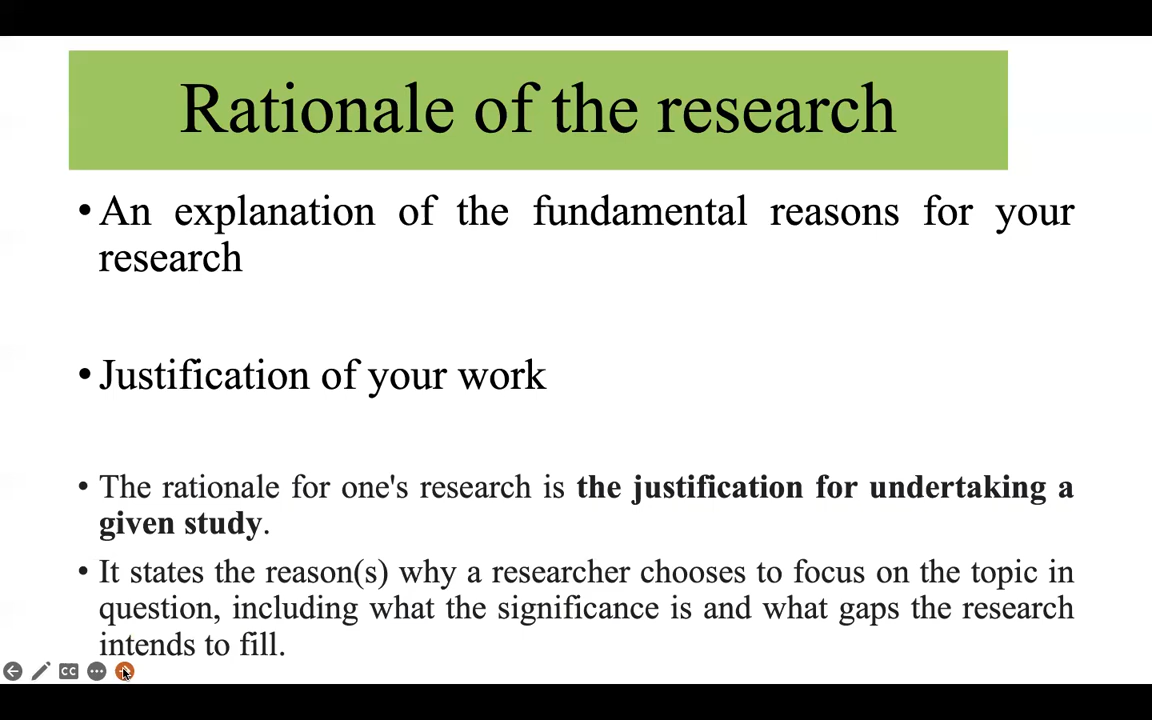 Rationale of the research
• An explanation of the fundamental reasons for your
research
• Justification of your work
• The rationale for one's research is the justification for undertaking a
given study.
• It states the reason(s) why a researcher chooses to focus on the topic in
question, including what the significance is and what gaps the research
intends to fill.
CC